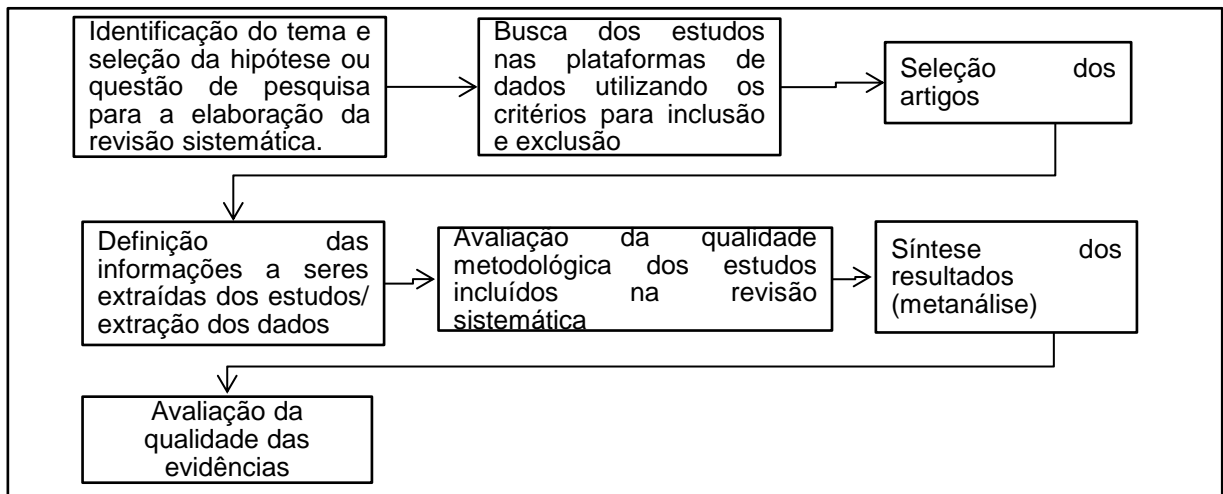 Identificação do tema e
seleção da hipótese ou
questão de pesquisa
para a elaboração da
revisão sistemática.
Busca dos estudos
nas plataformas de
dados utilizando os
critérios para inclusão
e exclusão
Seleção dos
artigos
Definição das
informações a seres
extraídas dos estudos/
extração dos dados
Avaliação da qualidade
metodológica dos estudos
incluídos na revisão
sistemática
Síntese dos
resultados
(metanálise)
Avaliação da
qualidade das
evidências